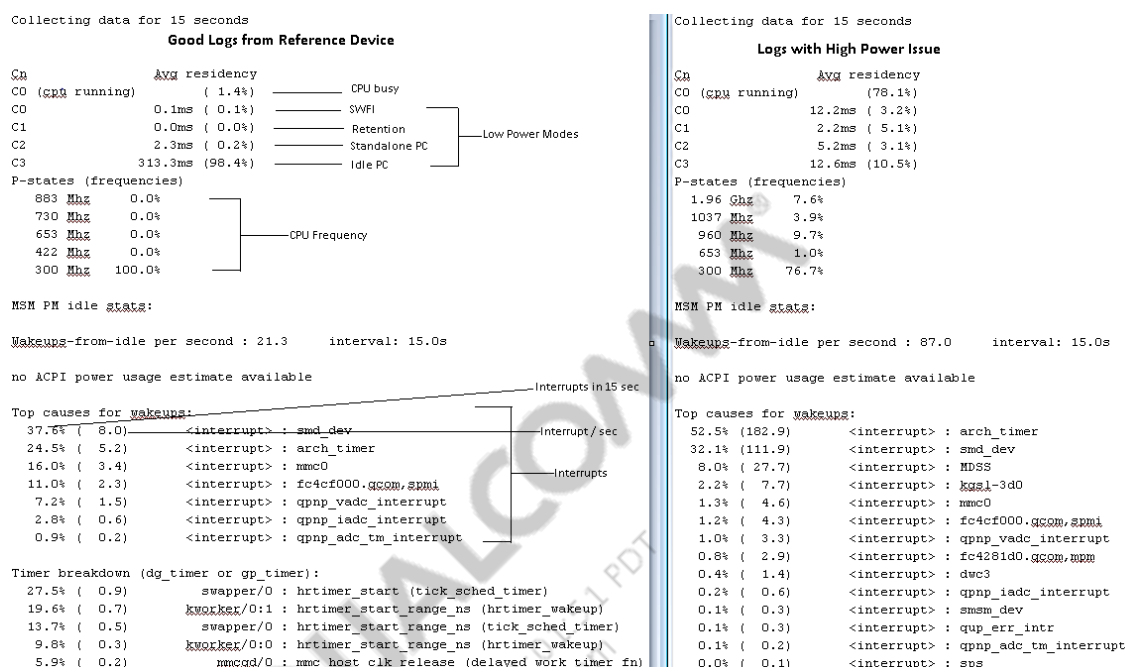 Collecting data for 15 seconds
Good Logs from Reference Device
Cn Avg residency
C0 (cpu running) ( 1.4%) CPU busy
C0 0.1ms ( 0.1%) SWFI
C1 0.0ms ( 0.0%) Retention
C2 2.3ms ( 0.2%) Standalone PC
C3 313.3ms (98.4%) Idle PC
Low Power Modes
P-states (frequencies)
883 Mhz 0.0%
730 Mhz 0.0%
653 Mhz 0.0%
422 Mhz 0.0%
300 Mhz 100.0%
CPU Frequency
MSM PM idle stats:
Wakeups-from-idle per second : 21.3 interval: 15.0s
no ACPI power usage estimate available
Interrupts in 15 sec
Top causes for wakeups:
37.6% ( 8.0) <interrupt> : smd_dev
Interrupt/ sec
24.5% ( 5.2) <interrupt> : arch_timer
16.0% ( 3.4) <interrupt> : mmc0
Interrupts
11.0% ( 2.3) <interrupt> : fc4cf000.qcom,spmi
7.2% ( 1.5) <interrupt> : qpnp_vadc_interrupt
2.8% ( 0.6) <interrupt> : qpnp_iadc_interrupt
0.9% ( 0.2) <interrupt> : qpnp_adc_tm_interrupt
Timer breakdown (dg_timer or gp_timer):
27.5% ( 0.9) swapper/0 : hrtimer_start (tick_sched_timer)
19.6% ( 0.7) kworker/0:1 : hrtimer_start_range_ns (hrtimer_wakeup)
13.7% ( 0.5) swapper/0 : hrtimer_start_range_ns (tick_sched_timer)
9.8% ( 0.3) kworker/0:0 : hrtimer_start_range_ns (hrtimer_wakeup)
5.9% ( 0.2) mmcqd/0 : mmc_host_clk_release (delayed_work_timer_fn)
Collecting data for 15 seconds
Logs with High Power Issue
Cn Avg residency
C0 (cpu running) (78.1%)
C0 12.2ms ( 3.2%)
C1 2.2ms ( 5.1%)
C2 5.2ms ( 3.1%)
C3 12.6ms (10.5%)
P-states (frequencies)
1.96 Ghz 7.6%
1037 Mhz 3.9%
960 Mhz 9.7%
653 Mhz 1.0%
300 Mhz 76.7%
MSM PM idle stats:
Wakeups-from-idle per second : 87.0 interval: 15.0s
no ACPI power usage estimate available
Top causes for wakeups:
52.5% (182.9) <interrupt> : arch_timer
32.1% (111.9) <interrupt> : smd_dev
8.0% ( 27.7) <interrupt> : MDSS
2.2% ( 7.7) <interrupt> : kgsl-3d0
1.3% ( 4.6) <interrupt> : mmc0
1.2% ( 4.3) <interrupt> : fc4cf000.qcom,spmi
1.0% ( 3.3) <interrupt> : qpnp_vadc_interrupt
0.8% ( 2.9) <interrupt> : fc4281d0.qcom,mpm
0.4% ( 1.4) <interrupt> : dwc3
0.2% ( 0.6) <interrupt> : qpnp_iadc_interrupt
0.1% ( 0.3) <interrupt> : smsm_dev
0.1% ( 0.3) <interrupt> : qup_err_intr
0.1% ( 0.2) <interrupt> : qpnp_adc_tm_interrupt
0.0% ( 0.1) <interrupt> : sps
PDT